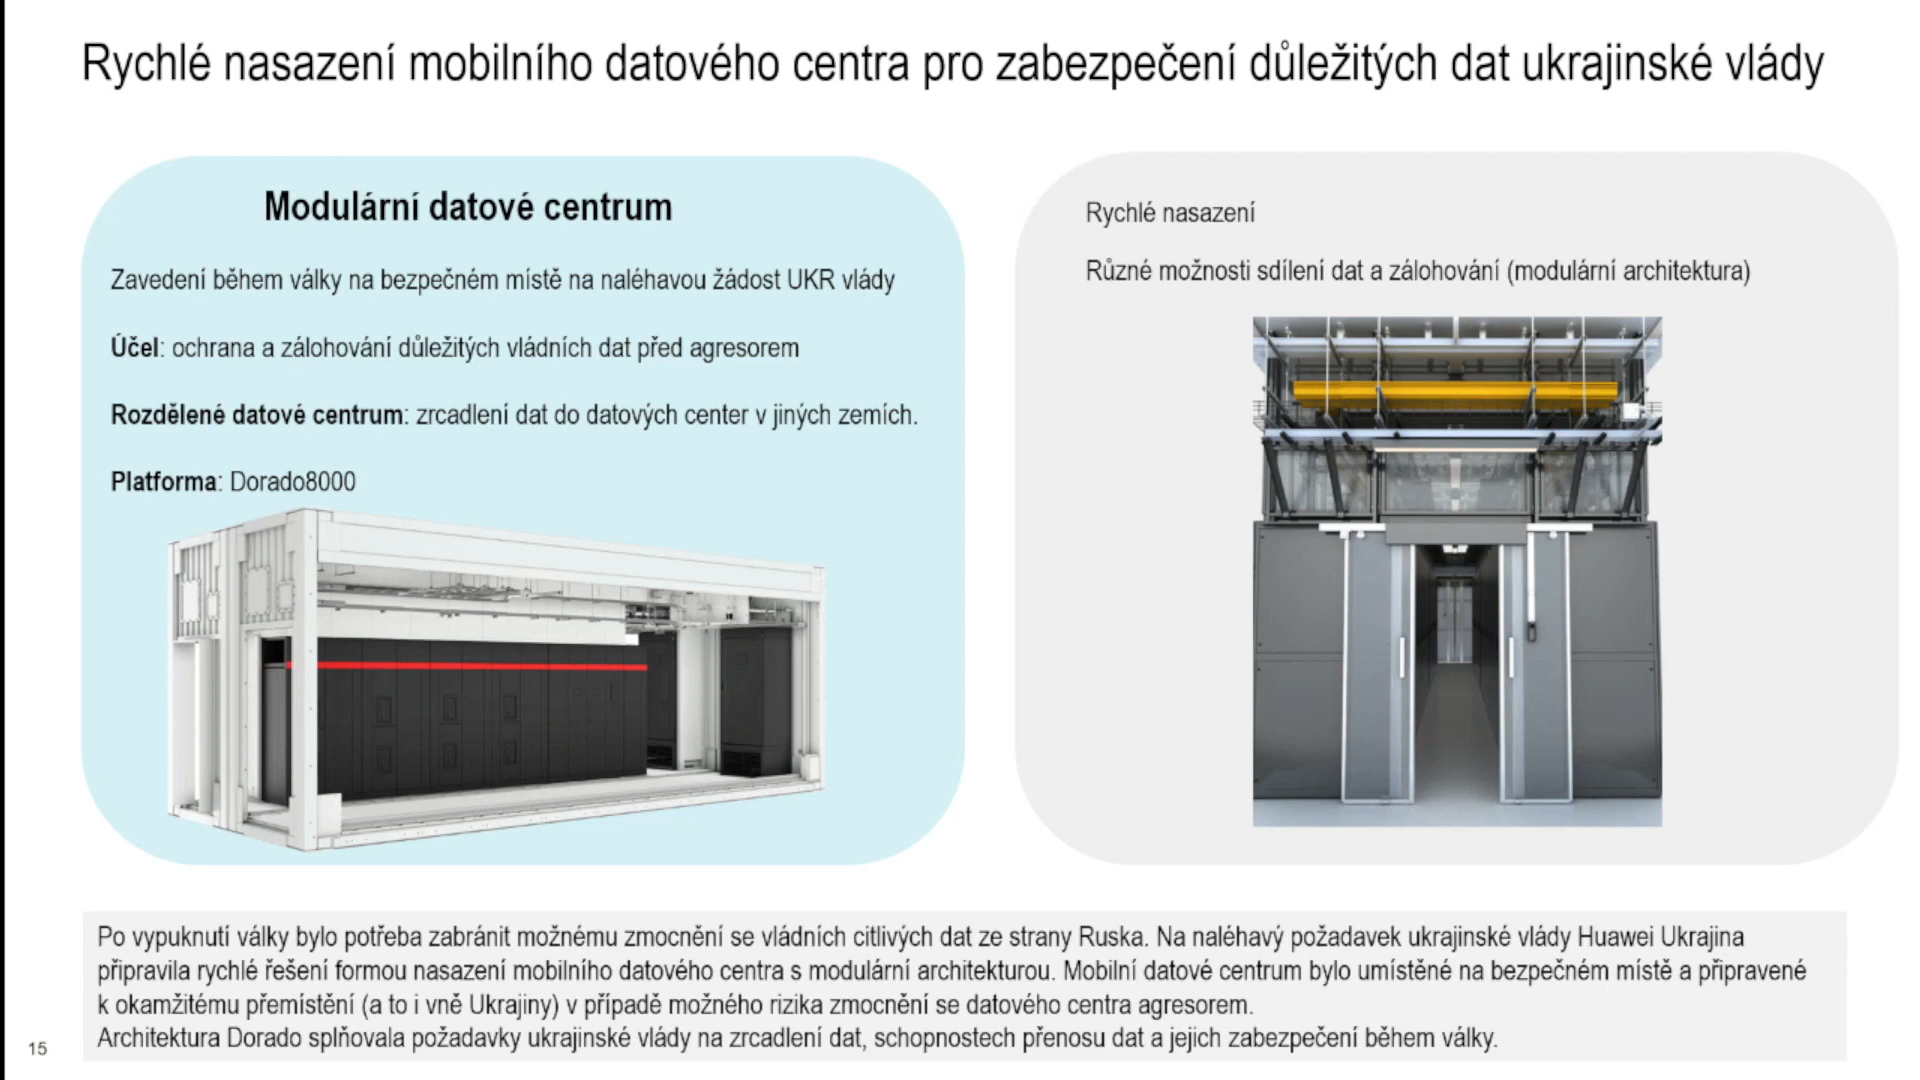 Rychlé nasazení mobilního datového centra pro zabezpečení důležitých dat ukrajinské vlády
Modulární datové centrum
Zavedení během války na bezpečném místě na naléhavou žádost UKR vlády
Účel: ochrana a zálohování důležitých vládních dat před agresorem
Rozdělené datové centrum: zrcadlení dat do datových center v jiných zemích.
Platforma: Dorado8000
Rychlé nasazení
Různé možnosti sdílení dat a zálohování (modulární architektura)
Po vypuknutí války bylo potřeba zabránit možnému zmocnění se vládních citlivých dat ze strany Ruska. Na naléhavý požadavek ukrajinské vlády Huawei Ukrajina
připravila rychlé řešení formou nasazení mobilního datového centra s modulární architekturou. Mobilní datové centrum bylo umístěné na bezpečném místě a připravené
k okamžitému přemístění (a to i vně Ukrajiny) v případě možného rizika zmocnění se datového centra agresorem.
Architektura Dorado splňovala požadavky ukrajinské vlády na zrcadlení dat, schopnostech přenosu dat a jejich zabezpečení během války.
15